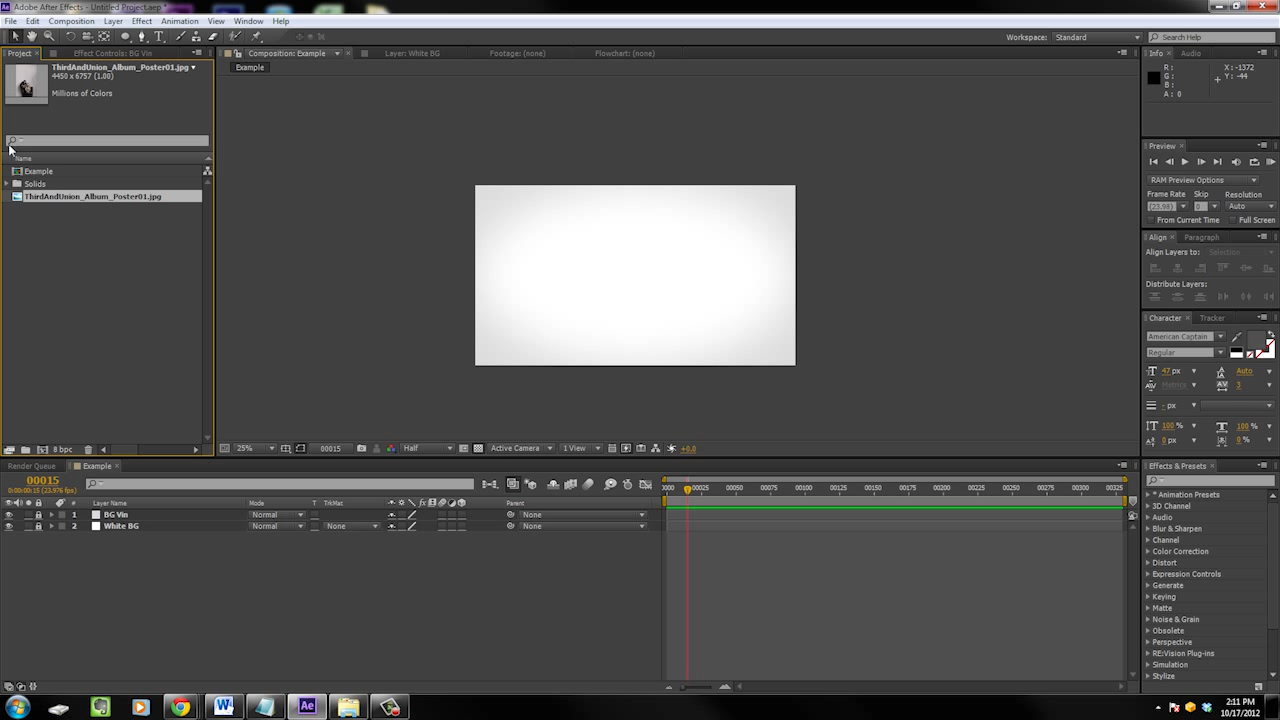 Adobe After Effects - Untitled Project.aep *
File Edit Composition Layer Effect Animation View Window Help
Workspace: Standard
Search Help
Project Effect Controls: BG Vin
ThirdAndUnion_Album_Poster01.jpg
4450 x 6757 (1.00)
Millions of Colors
Name
Example
Solids
ThirdAndUnion_Album_Poster01.jpg
8 bpc
Composition: Example Layer: White BG Footage: (none) Flowchart: (none)
Example
25% 00015 Half Active Camera 1 View +0.0
Info Audio
R: X: -1372
G: Y: -44
B:
A: 0
Preview
RAM Preview Options
Frame Rate Skip Resolution
(23.98) 0 Auto
From Current Time Full Screen
Align Paragraph
Align Layers to: Selection
Distribute Layers:
Character Tracker
American Captain
Regular
47 px Auto
Metrics 3
- px
100 % 100 %
0 px 0 %
Render Queue Example
00015
0:00:00:15 (23.976 fps)
# Layer Name Mode T TrkMat Parent
1 BG Vin Normal None
2 White BG Normal None None
0000 00025 00050 00075 00100 00125 00150 00175 00200 00225 00250 00275 00300 00325
Effects & Presets
* Animation Presets
3D Channel
Audio
Blur & Sharpen
Channel
Color Correction
Distort
Expression Controls
Generate
Keying
Matte
Noise & Grain
Obsolete
Perspective
RE:Vision Plug-ins
Simulation
Stylize
2:11 PM
10/17/2012